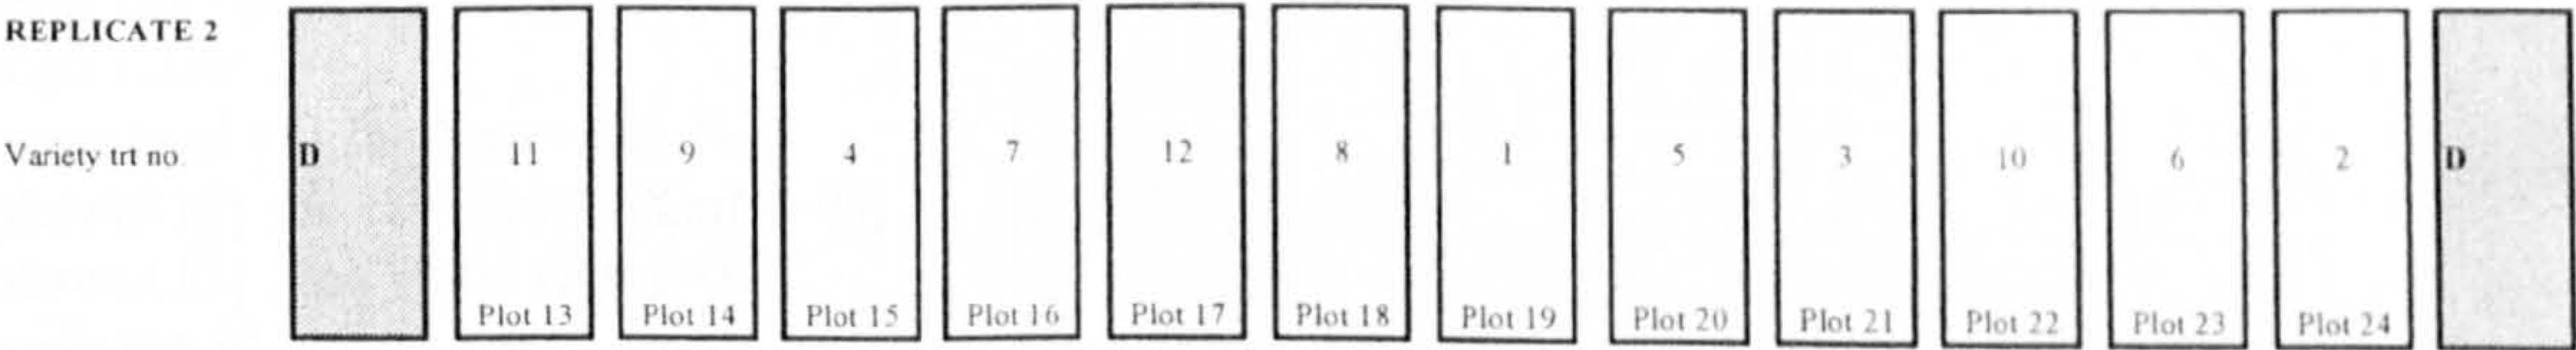 REPLICATE 2
Variety trt no. D 11 9 4 7 12 8 1 5 3 10 6 2 D
Plot 13 Plot 14 Plot 15 Plot 16 Plot 17 Plot 18 Plot 19 Plot 20 Plot 21 Plot 22 Plot 23 Plot 24